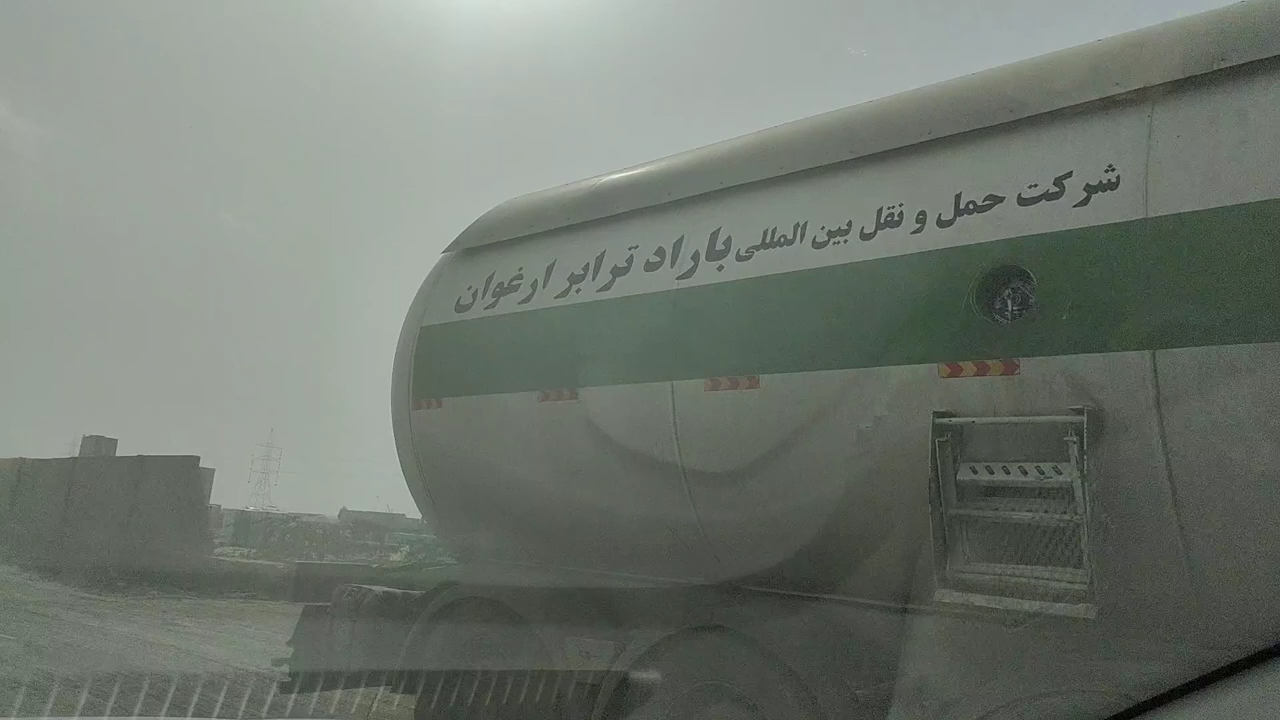 شرکت حمل و نقل بین المللی باراد ترابر ارغوان